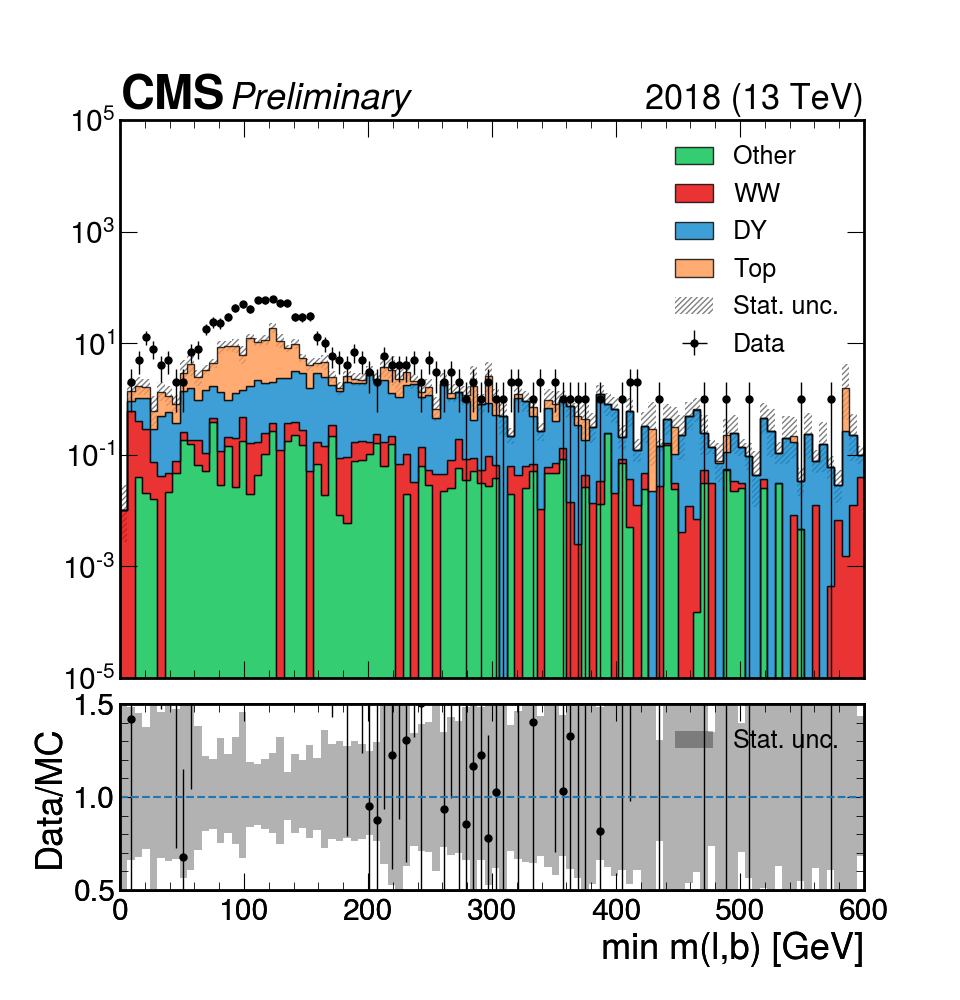 CMS Preliminary 2018 (13 TeV)
10^5
Other
WW
10^3
DY
Top
Stat. unc.
10^1
Data
10^-1
10^-3
10^-5
1.5
Stat. unc.
1.0
Data/MC
0.5
0 100 200 300 400 500 600
min m(l,b) [GeV]